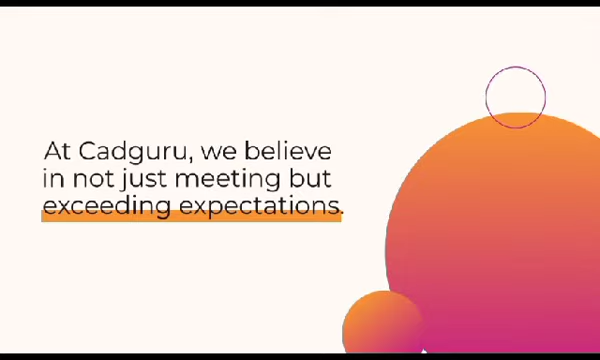 At Cadguru, we believe
in not just meeting but
exceeding expectations.